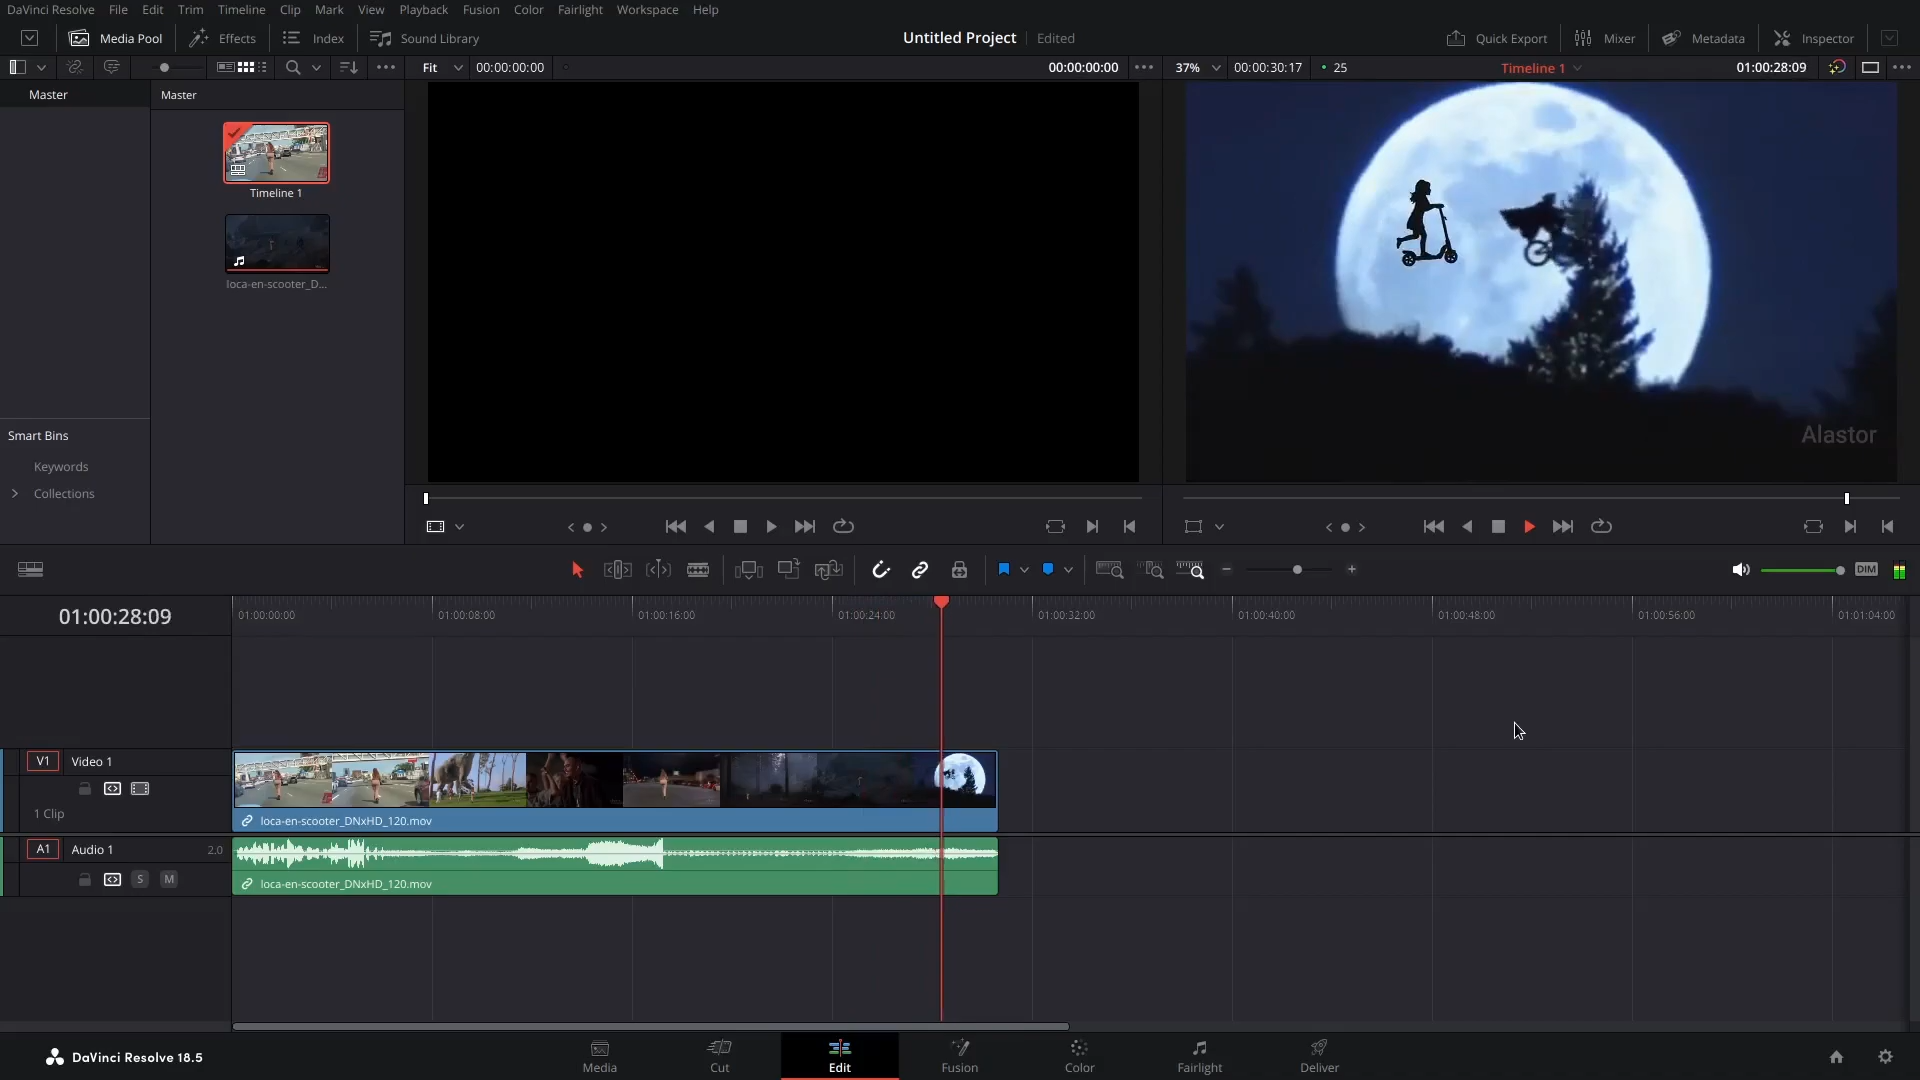 DaVinci Resolve File Edit Trim Timeline Clip Mark View Playback Fusion Color Fairlight Workspace Help
Media Pool Effects Index Sound Library Untitled Project Edited Quick Export Mixer Metadata Inspector
Fit 00:00:00:00 00:00:00:00 37% 00:00:30:17 25 Timeline 1 01:00:28:09
Master Master
Timeline 1
loca-en-scooter_D...
Alastor
Smart Bins
Keywords
Collections
DIM
01:00:28:09 01:00:00:00 01:00:08:00 01:00:16:00 01:00:24:00 01:00:32:00 01:00:40:00 01:00:48:00 01:00:56:00 01:01:04:00
V1 Video 1
1 Clip
loca-en-scooter_DNxHD_120.mov
A1 Audio 1 2.0
S M
loca-en-scooter_DNxHD_120.mov
DaVinci Resolve 18.5 Media Cut Edit Fusion Color Fairlight Deliver